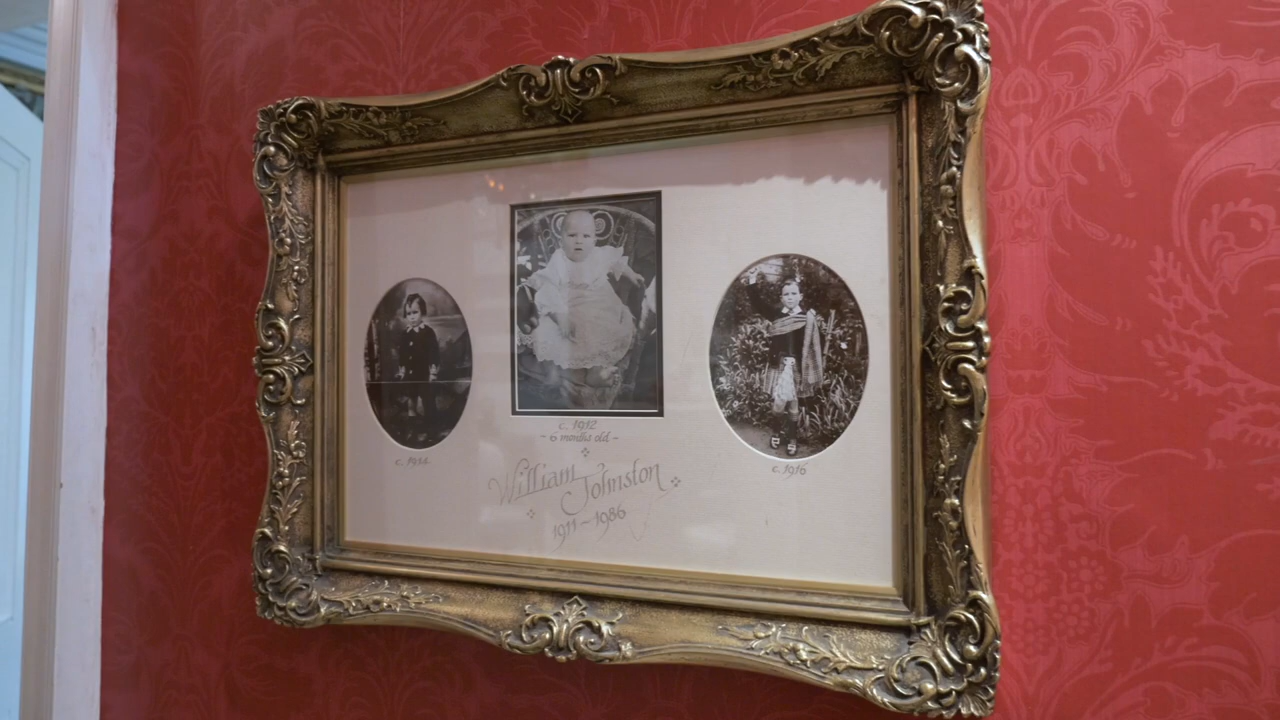 c. 1912
~ 6 months old ~
c. 1914
c. 1916
William Johnston
1911 ~ 1986